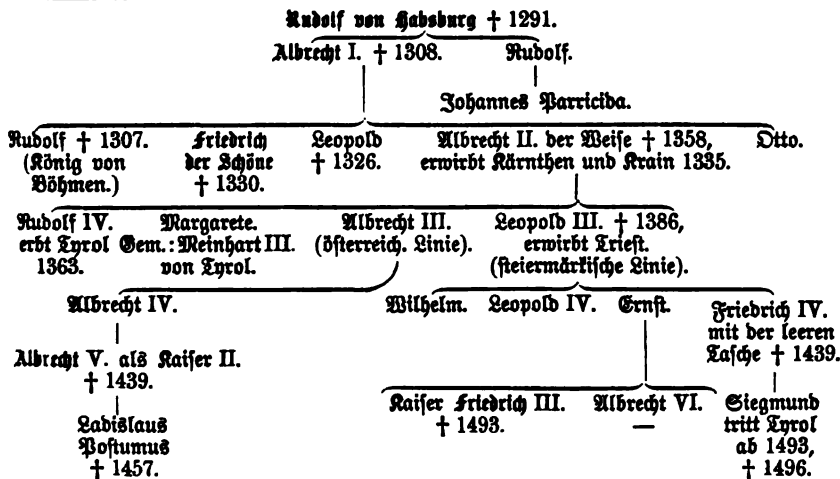 Rudolf von Habsburg † 1291.
Albrecht I. † 1308. Rudolf.
Johannes Parricida.
Rudolf † 1307. Friedrich Leopold Albrecht II. der Weise † 1358, Otto.
(König von der Schöne † 1326. erwirbt Kärnthen und Krain 1335.
Böhmen.) † 1330.
Rudolf IV. Margarete. Albrecht III. Leopold III. † 1386,
erbt Tyrol Gem.: Meinhart III. (österreich. Linie). erwirbt Triest.
1363. von Tyrol. (steiermärkische Linie).
Albrecht IV. Wilhelm. Leopold IV. Ernst. Friedrich IV.
mit der leeren
Albrecht V. als Kaiser II. Tasche † 1439.
† 1439.
Kaiser Friedrich III. Albrecht VI. Siegmund
Ladislaus † 1493. — tritt Tyrol
Postumus ab 1493,
† 1457. † 1496.